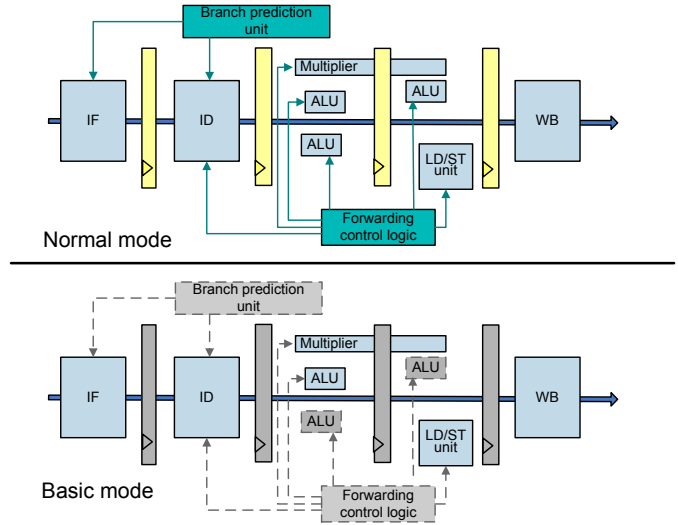 Branch prediction
unit
Multiplier
ALU
ALU
IF
ID
WB
ALU
LD/ST
unit
Forwarding
control logic
Normal mode
Branch prediction
unit
Multiplier
ALU
ALU
IF
ID
WB
ALU
LD/ST
unit
Forwarding
control logic
Basic mode